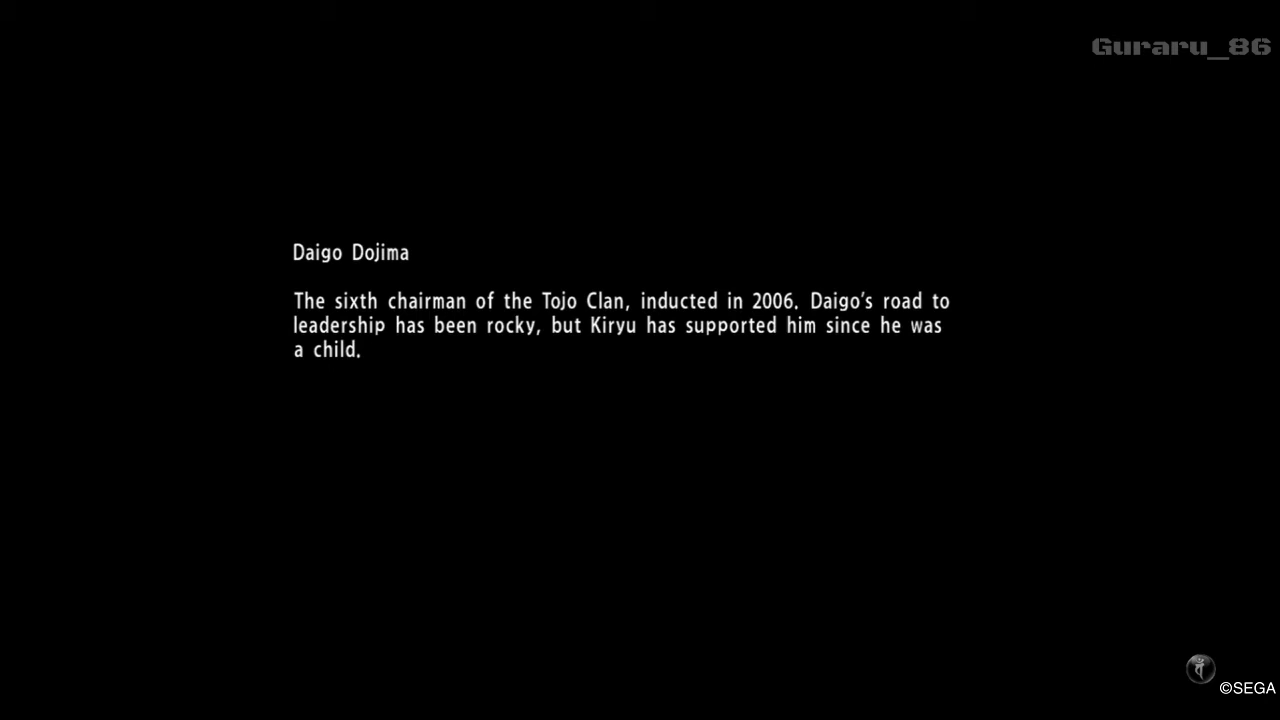 Guraru_86
Daigo Dojima
The sixth chairman of the Tojo Clan, inducted in 2006. Daigo's road to
leadership has been rocky, but Kiryu has supported him since he was
a child.
©SEGA